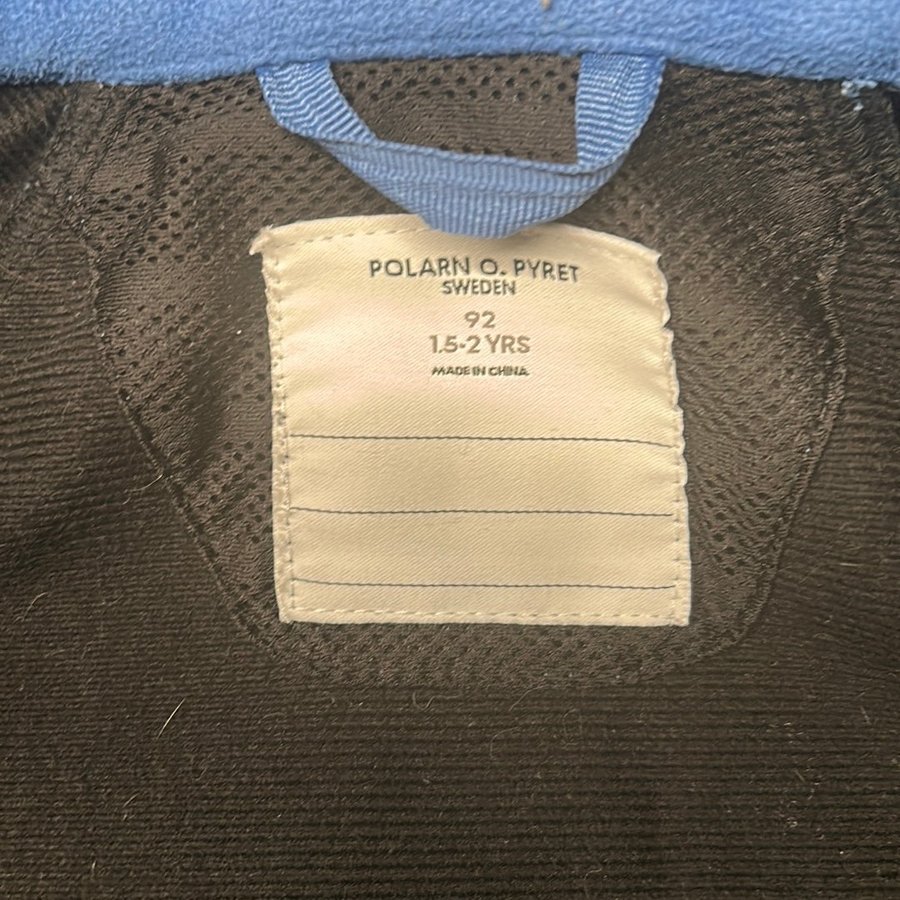 POLARN O. PYRET
SWEDEN
92
1.5-2 YRS
MADE IN CHINA